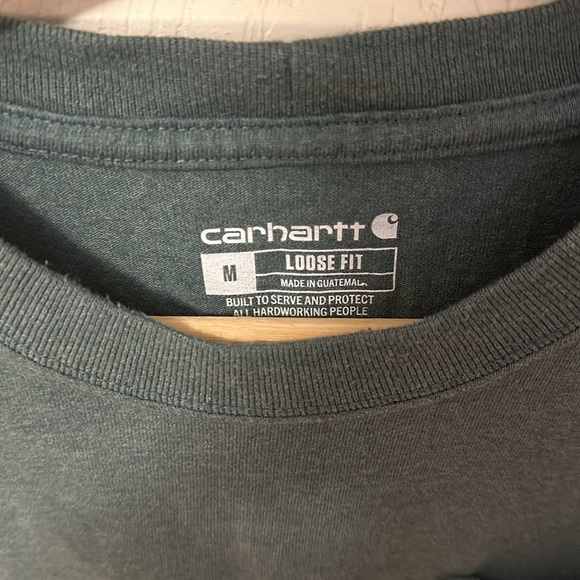 carhartt
M LOOSE FIT
MADE IN GUATEMALA
BUILT TO SERVE AND PROTECT
ALL HARDWORKING PEOPLE